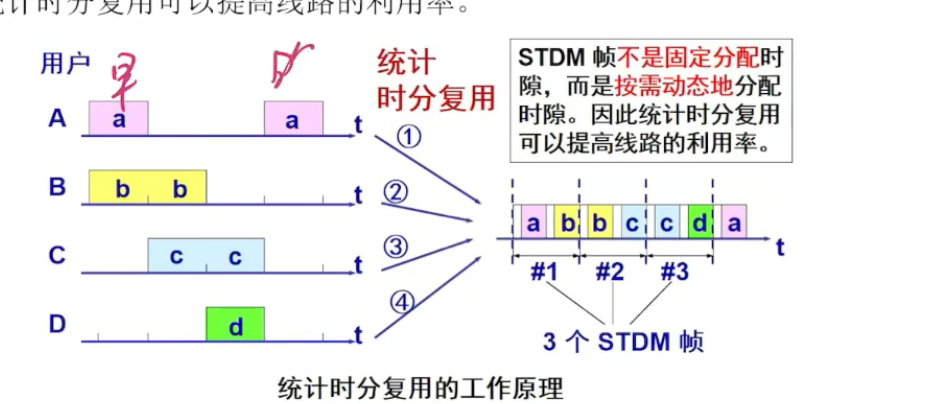 统计时分复用可以提高线路的利用率。
用户
早
统计
时分复用
STDM 帧不是固定分配时
隙，而是按需动态地分配
时隙。因此统计时分复用
可以提高线路的利用率。
A a a t ①
B b b t ②
C c c t ③
D d t ④
a b b c c d a t
#1 #2 #3
3 个 STDM 帧
统计时分复用的工作原理